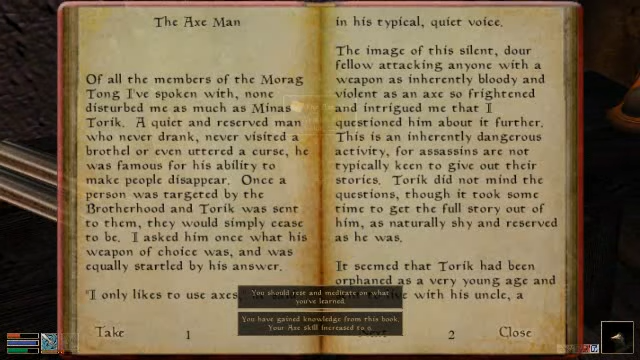 The Axe Man
Of all the members of the Morag
Tong I've spoken with, none
disturbed me as much as Minas
Torik. A quiet and reserved man
who never drank, never visited a
brothel or even uttered a curse, he
was famous for his ability to
make people disappear. Once a
person was targeted by the
Brotherhood and Torik was sent
to them, they would simply cease
to be. I asked him once what his
weapon of choice was, and was
equally startled by his answer.
"I only likes to use axes,
Take
1
in his typical, quiet voice.
The image of this silent, dour
fellow attacking anyone with a
weapon as inherently bloody and
violent as an axe so frightened
and intrigued me that I
questioned him about it further.
This is an inherently dangerous
activity, for assassins are not
typically keen to give out their
stories. Torik did not mind the
questions, though it took some
time to get the full story out of
him, as naturally shy and reserved
as he was.
It seemed that Torik had been
orphaned as a very young age and
live with his uncle, a
2
Close
You should rest and meditate on what
you've learned.
You have gained knowledge from this book.
Your Axe skill increased to 6.